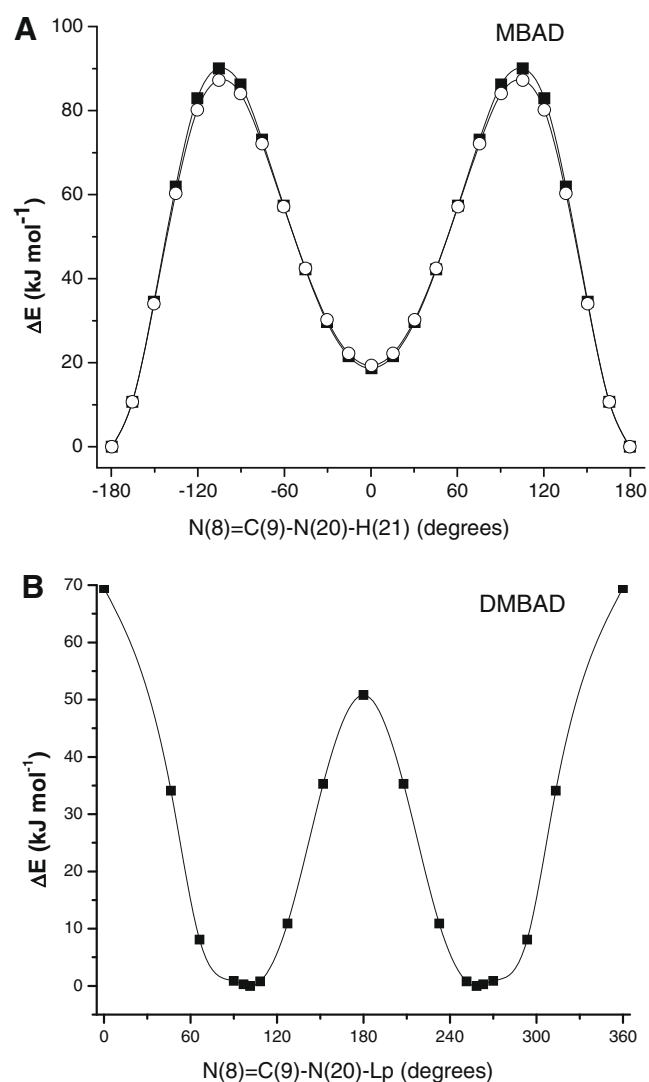 A
MBAD
100
80
60
40
20
0
ΔE (kJ mol⁻¹)
-180 -120 -60 0 60 120 180
N(8)=C(9)-N(20)-H(21) (degrees)
B
DMBAD
70
60
50
40
30
20
10
0
ΔE (kJ mol⁻¹)
0 60 120 180 240 300 360
N(8)=C(9)-N(20)-Lp (degrees)